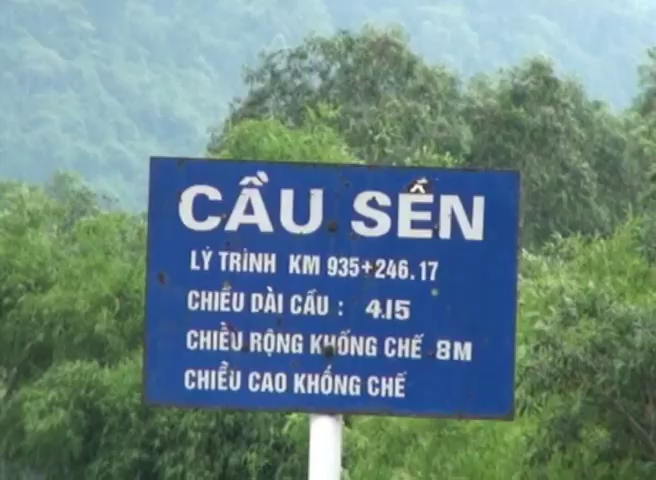 CẦU SẾN
LÝ TRÌNH KM 935+246.17
CHIỀU DÀI CẦU : 4.15
CHIỀU RỘNG KHỐNG CHẾ 8M
CHIỀU CAO KHỐNG CHẾ